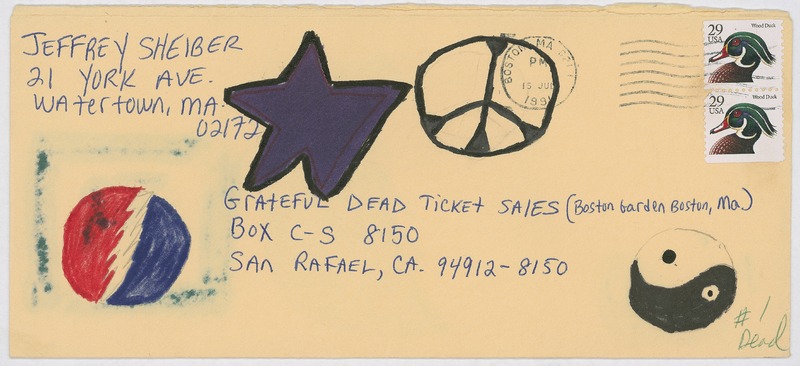 JEFFREY SHEIBER
21 YORK AVE.
WATERTOWN, MA.
02172
BOSTON, MA
PM
15 JUL
29
USA
Wood Duck
29
USA
Wood Duck
GRATEFUL DEAD TICKET SALES (Boston Garden Boston, Ma.)
BOX C-S 8150
SAN RAFAEL, CA. 94912-8150
#1
Dead